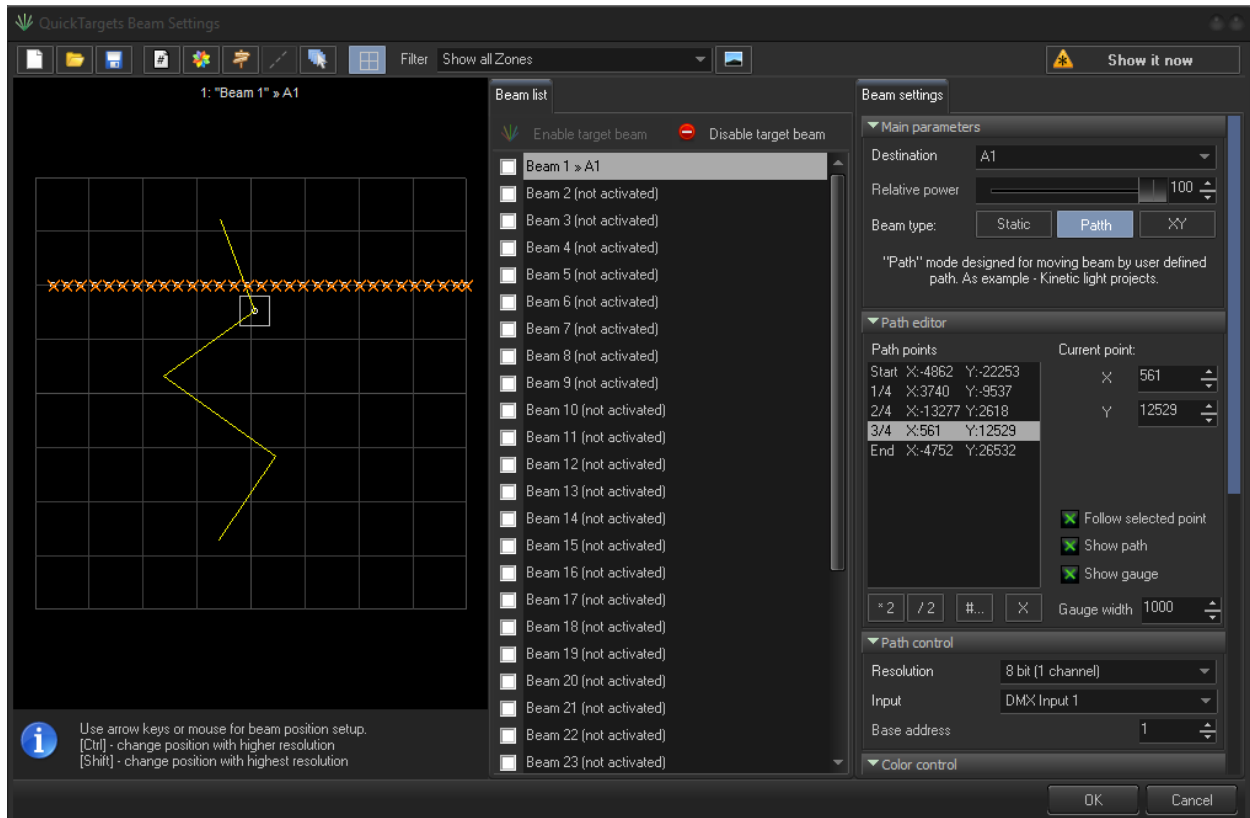 QuickTargets Beam Settings
Filter Show all Zones
Show it now
1: "Beam 1" » A1
Beam list
Enable target beam
Disable target beam
Beam 1 » A1
Beam 2 (not activated)
Beam 3 (not activated)
Beam 4 (not activated)
Beam 5 (not activated)
Beam 6 (not activated)
Beam 7 (not activated)
Beam 8 (not activated)
Beam 9 (not activated)
Beam 10 (not activated)
Beam 11 (not activated)
Beam 12 (not activated)
Beam 13 (not activated)
Beam 14 (not activated)
Beam 15 (not activated)
Beam 16 (not activated)
Beam 17 (not activated)
Beam 18 (not activated)
Beam 19 (not activated)
Beam 20 (not activated)
Beam 21 (not activated)
Beam 22 (not activated)
Beam 23 (not activated)
Beam settings
Main parameters
Destination A1
Relative power 100
Beam type: Static Patth XY
"Path" mode designed for moving beam by user defined
path. As example - Kinetic light projects.
Path editor
Path points
Start X:-4862 Y:-22253
1/4 X:3740 Y:-9537
2/4 X:-13277 Y:2618
3/4 X:561 Y:12529
End X:-4752 Y:26532
Current point:
X 561
Y 12529
Follow selected point
Show path
Show gauge
* 2 / 2 #... X
Gauge width 1000
Path control
Resolution 8 bit (1 channel)
Input DMX Input 1
Base address 1
Color control
Use arrow keys or mouse for beam position setup.
[Ctrl] - change position with higher resolution
[Shift] - change position with highest resolution
OK Cancel